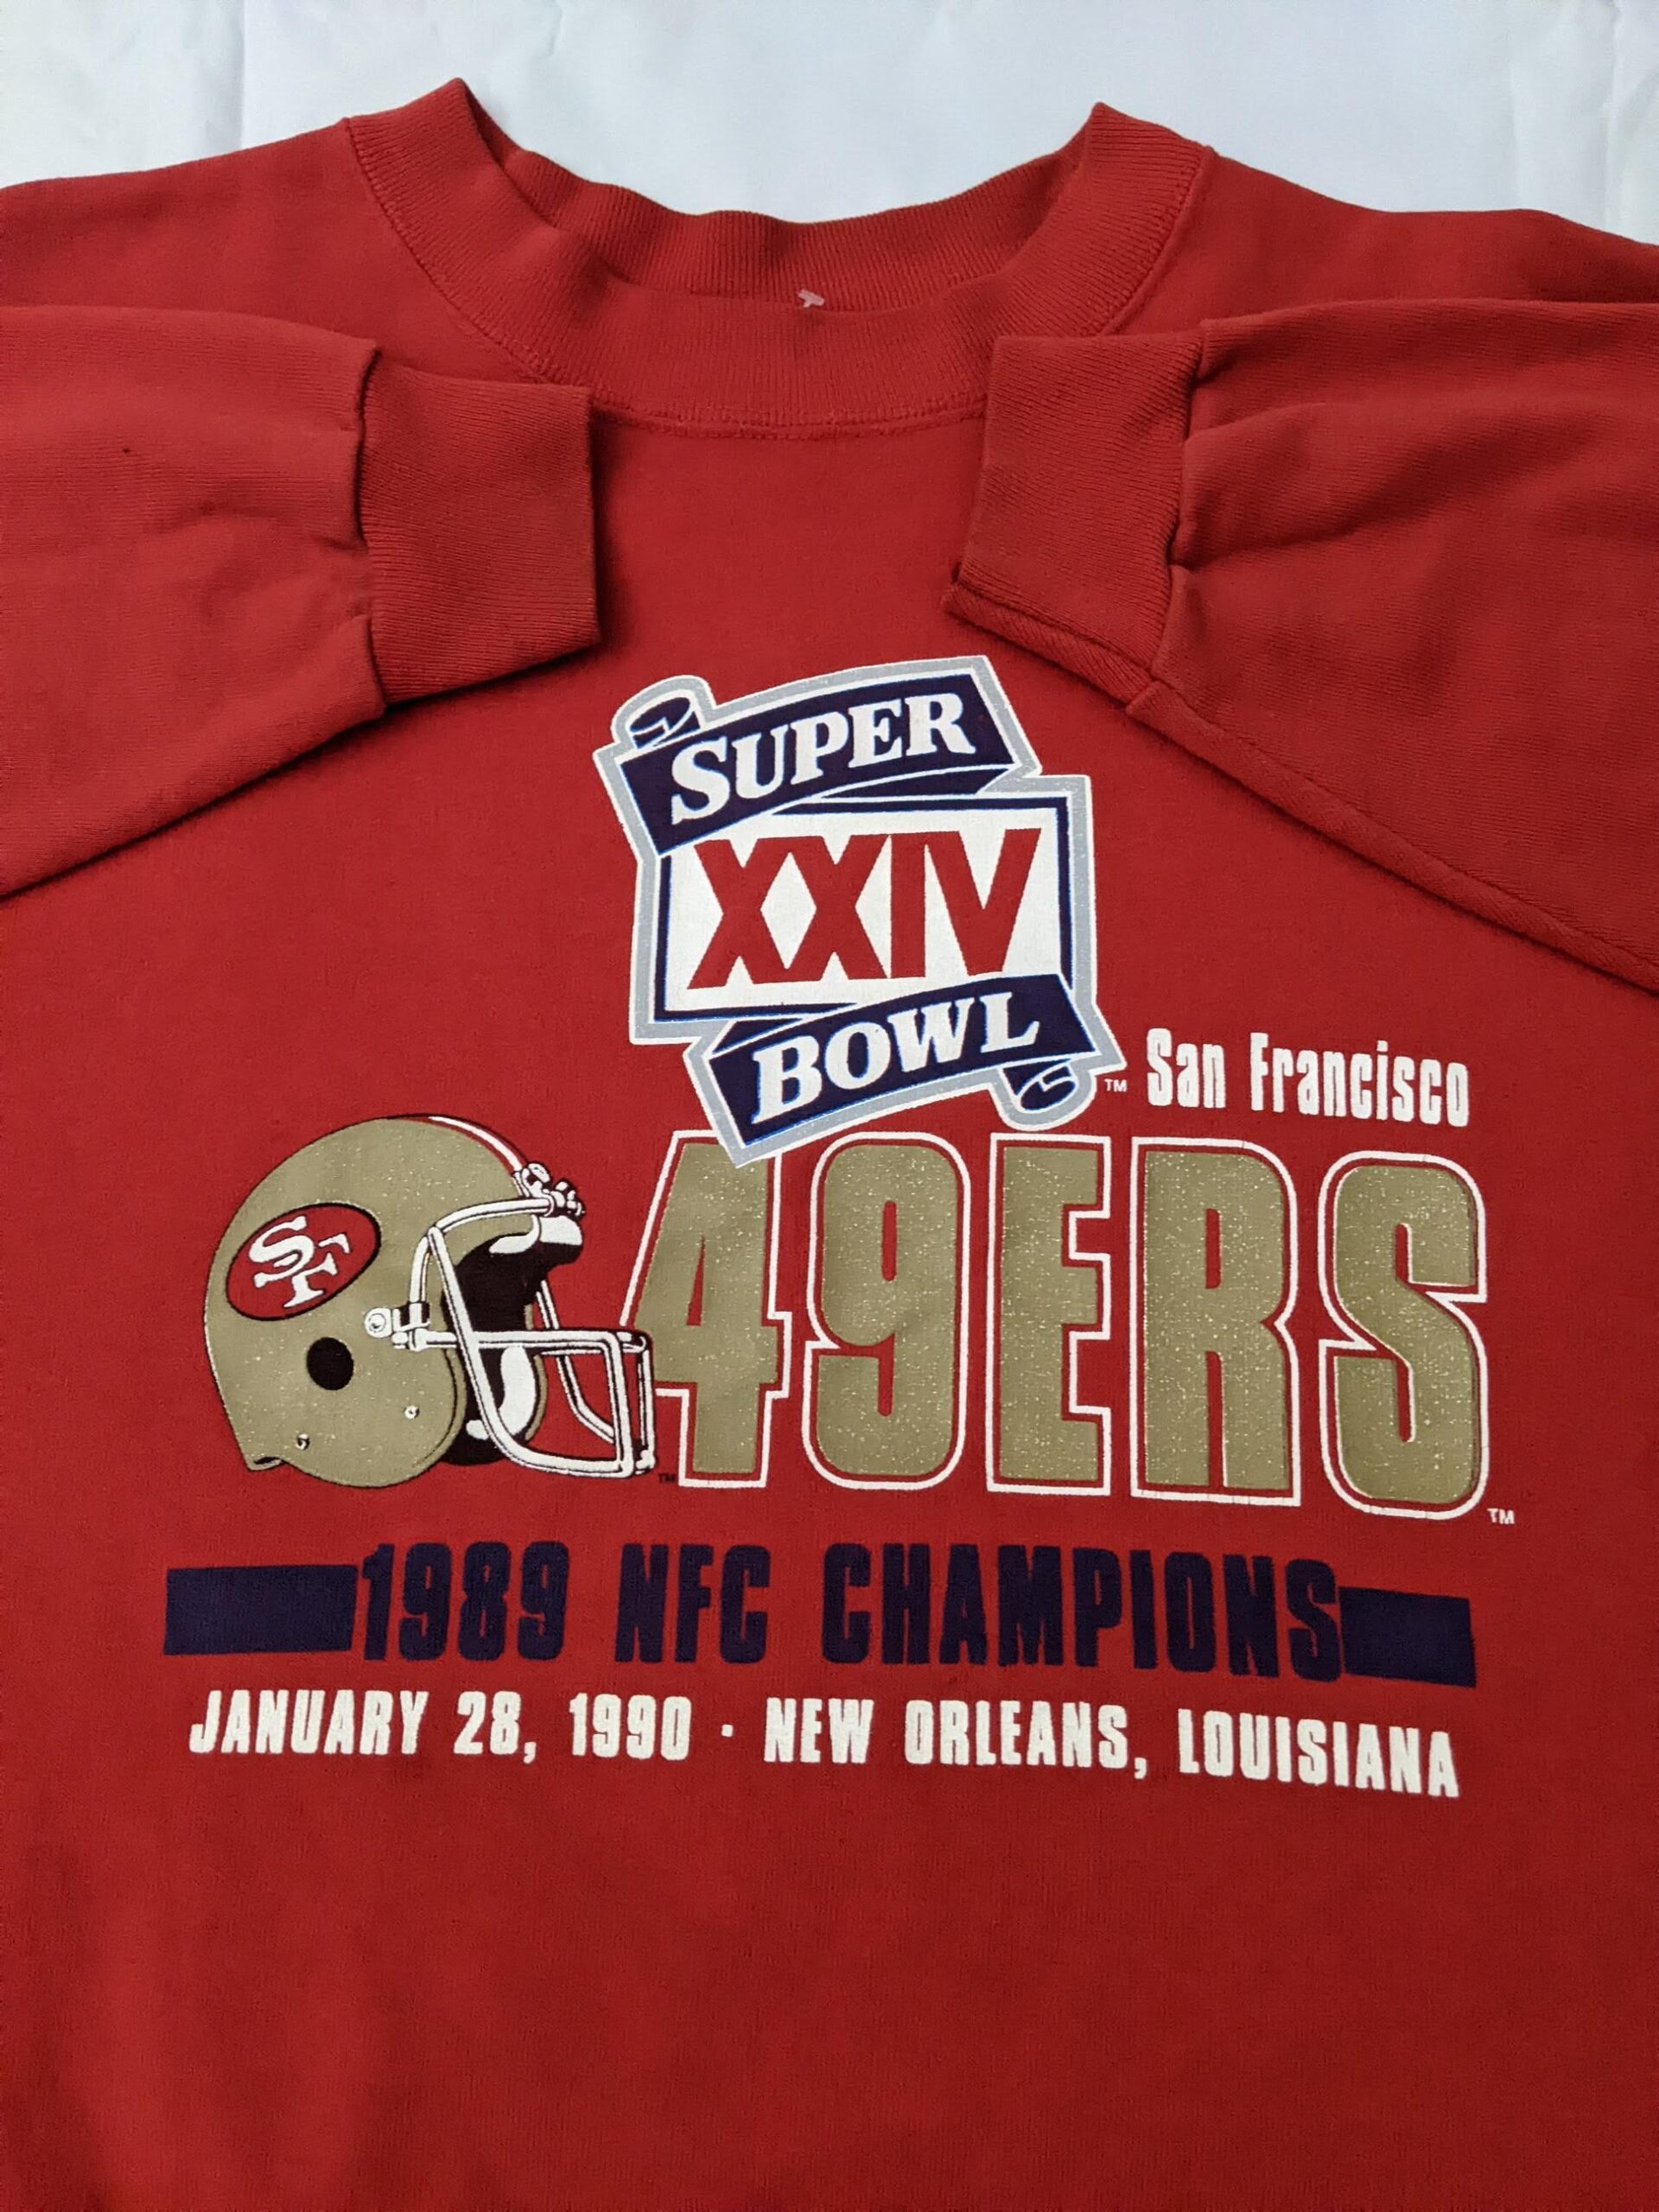 SUPER
XXIV
BOWL
TM
San Francisco
SF
49ERS
TM
TM
1989 NFC CHAMPIONS
JANUARY 28, 1990 · NEW ORLEANS, LOUISIANA